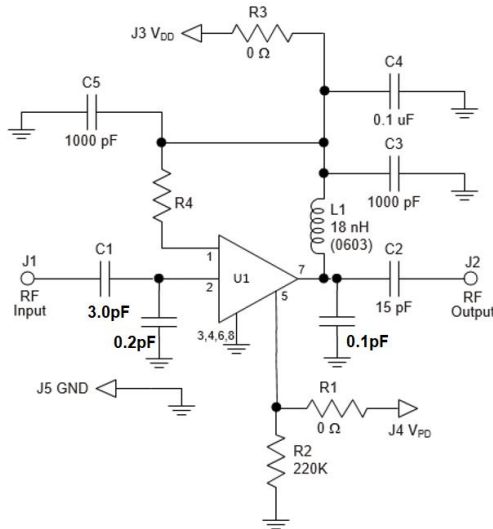 R3
J3 V_DD
0 Ω
C5
C4
0.1 uF
1000 pF
C3
1000 pF
R4
L1
18 nH
(0603)
J1
C1
1
U1
7
C2
J2
RF
Input
2
5
15 pF
RF
Output
3.0pF
0.2pF
3,4,6,8
0.1pF
J5 GND
R1
0 Ω
J4 V_PD
R2
220K